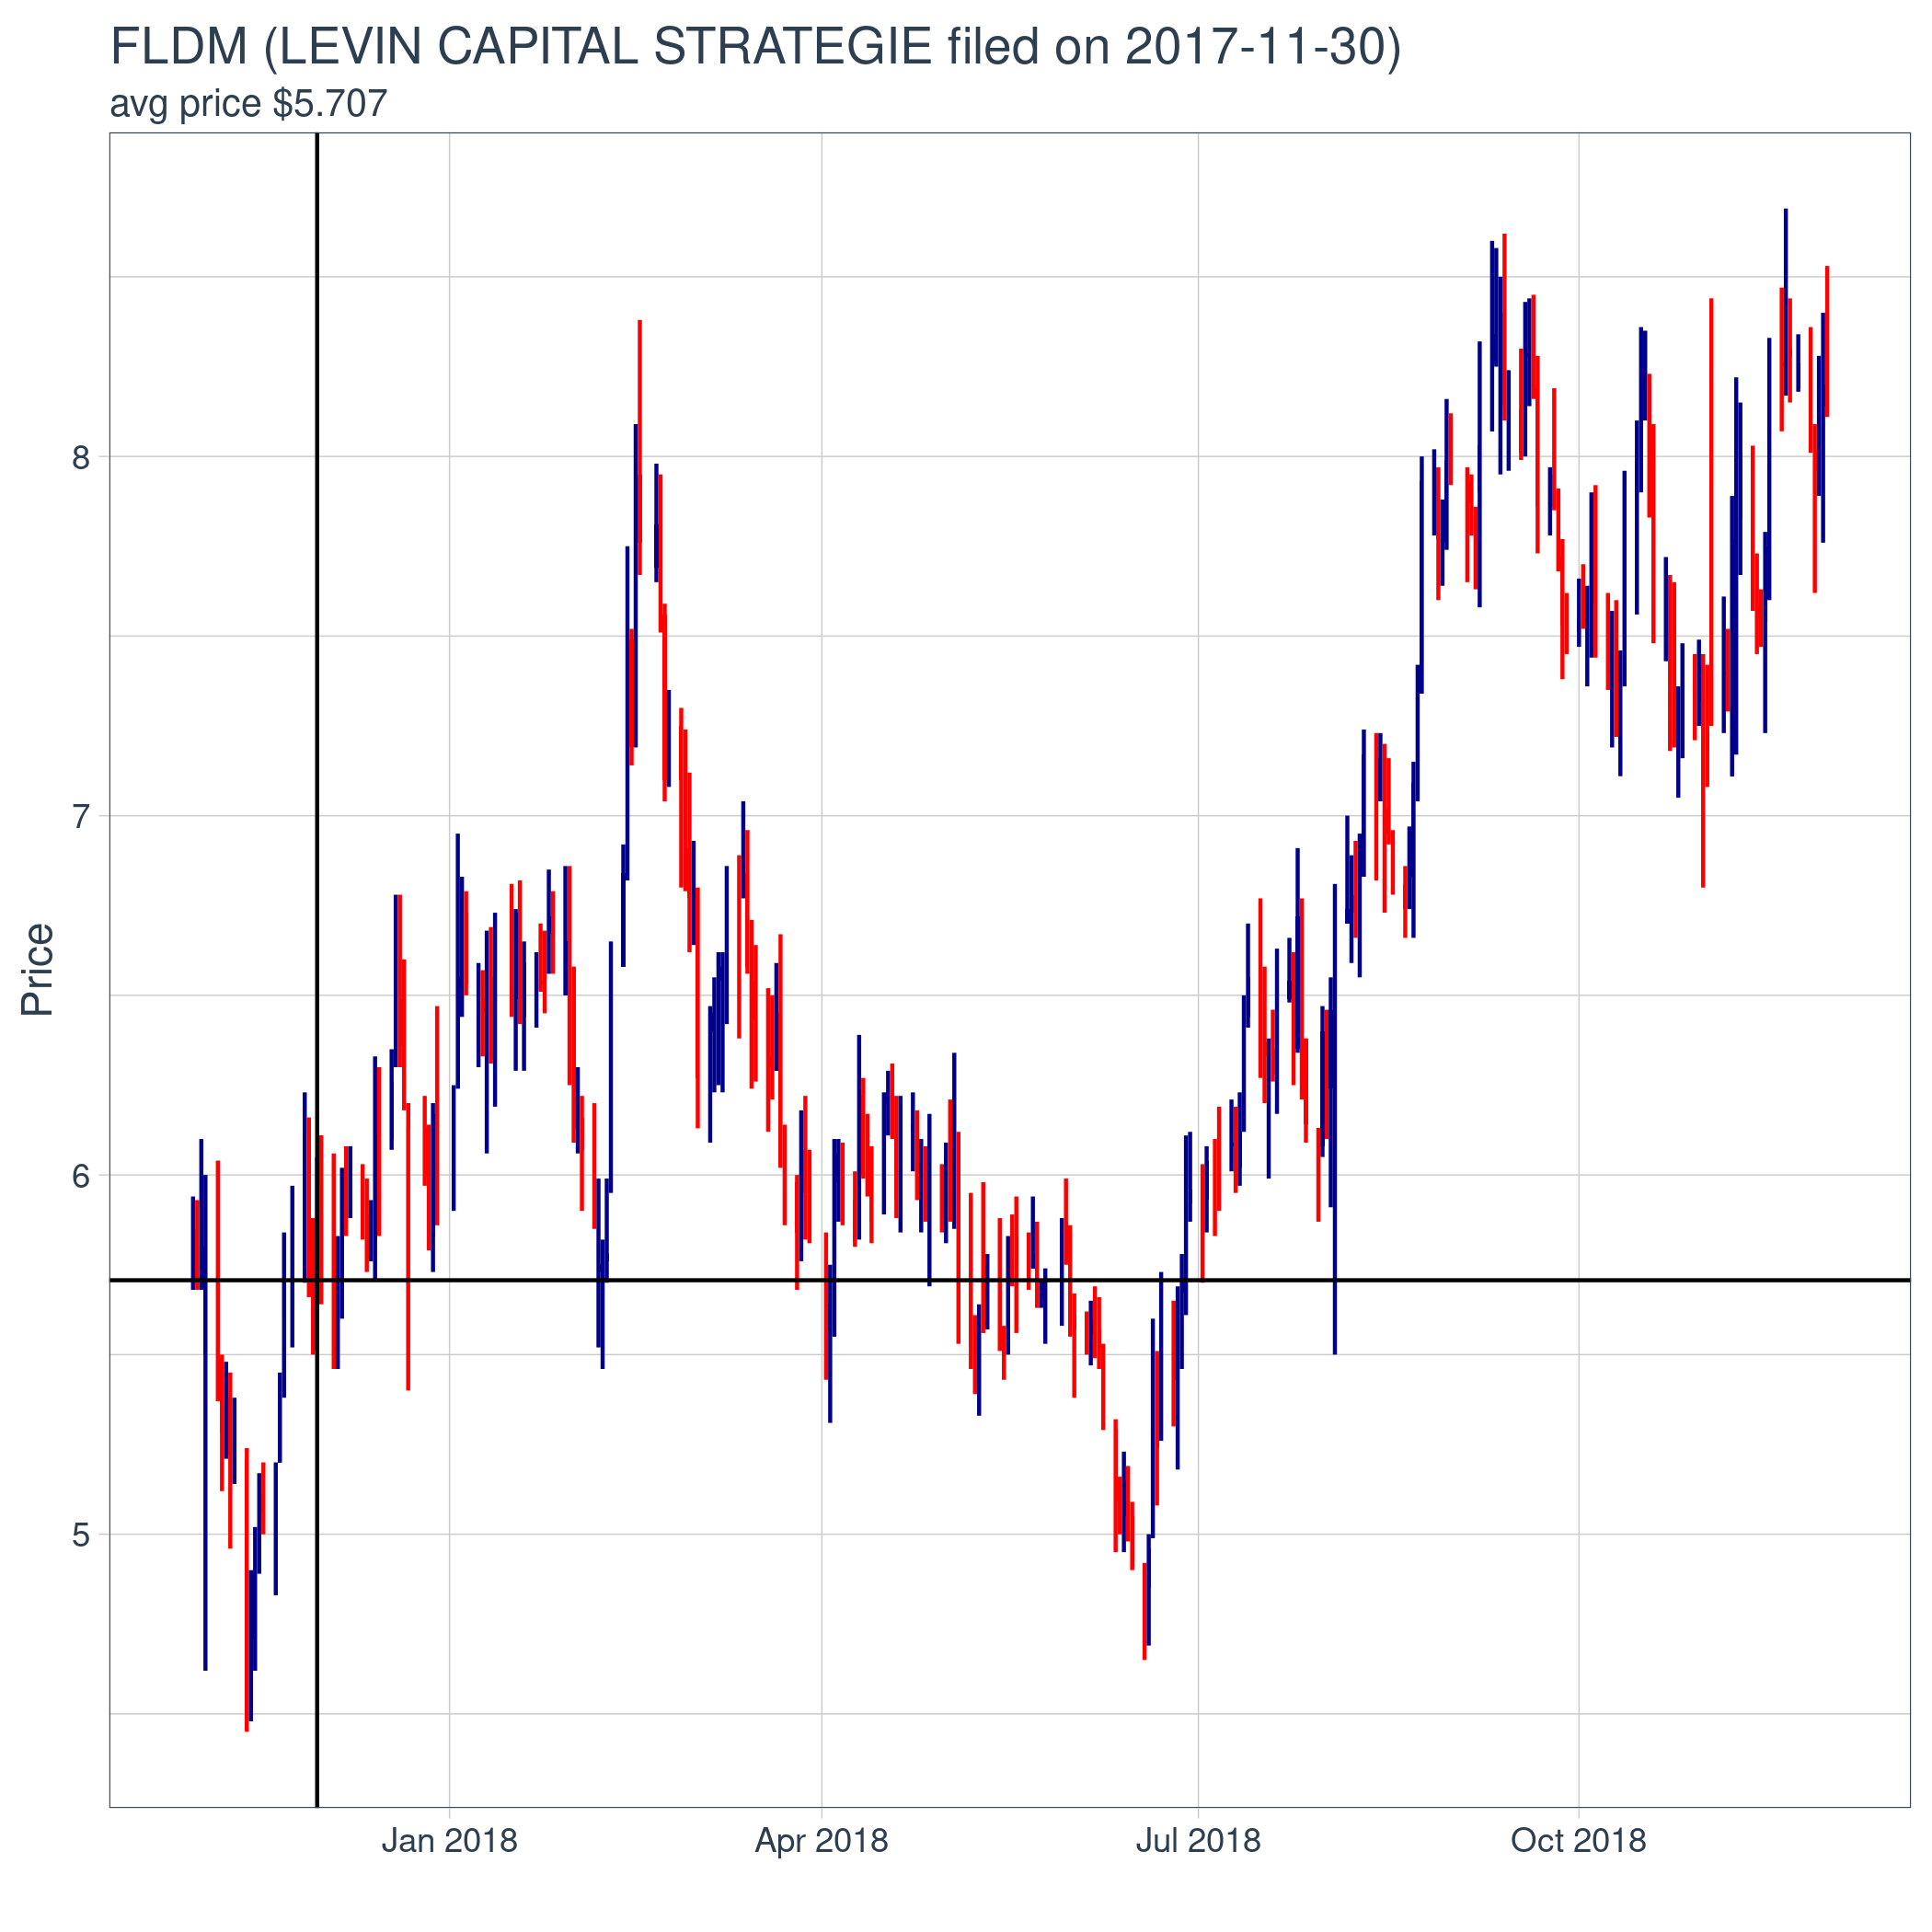 FLDM (LEVIN CAPITAL STRATEGIE filed on 2017-11-30)
avg price $5.707
8
7
Price
6
5
Jan 2018 Apr 2018 Jul 2018 Oct 2018